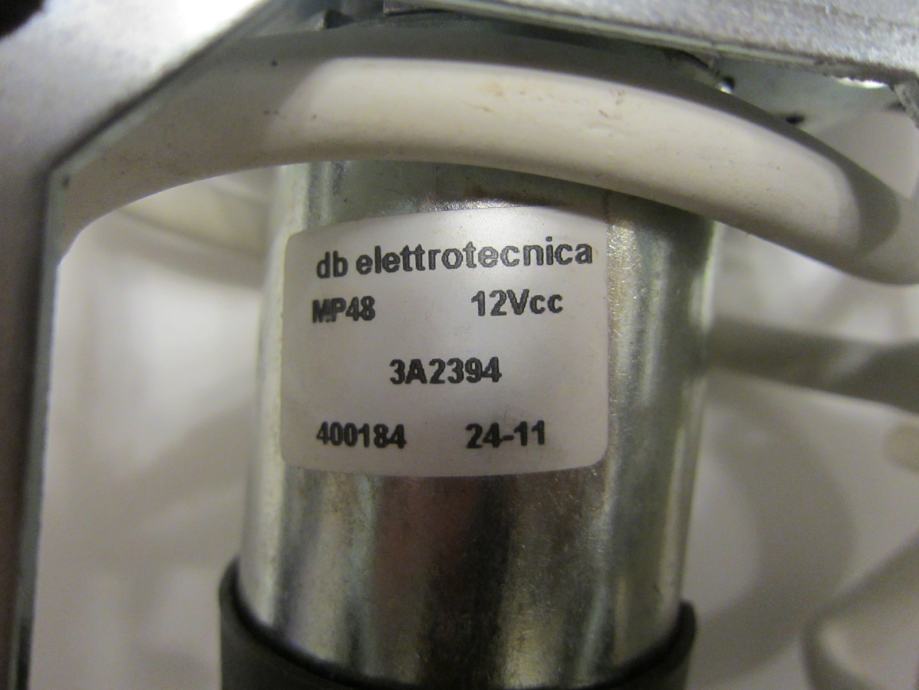 db elettrotecnica
MP48 12Vcc
3A2394
400184 24-11